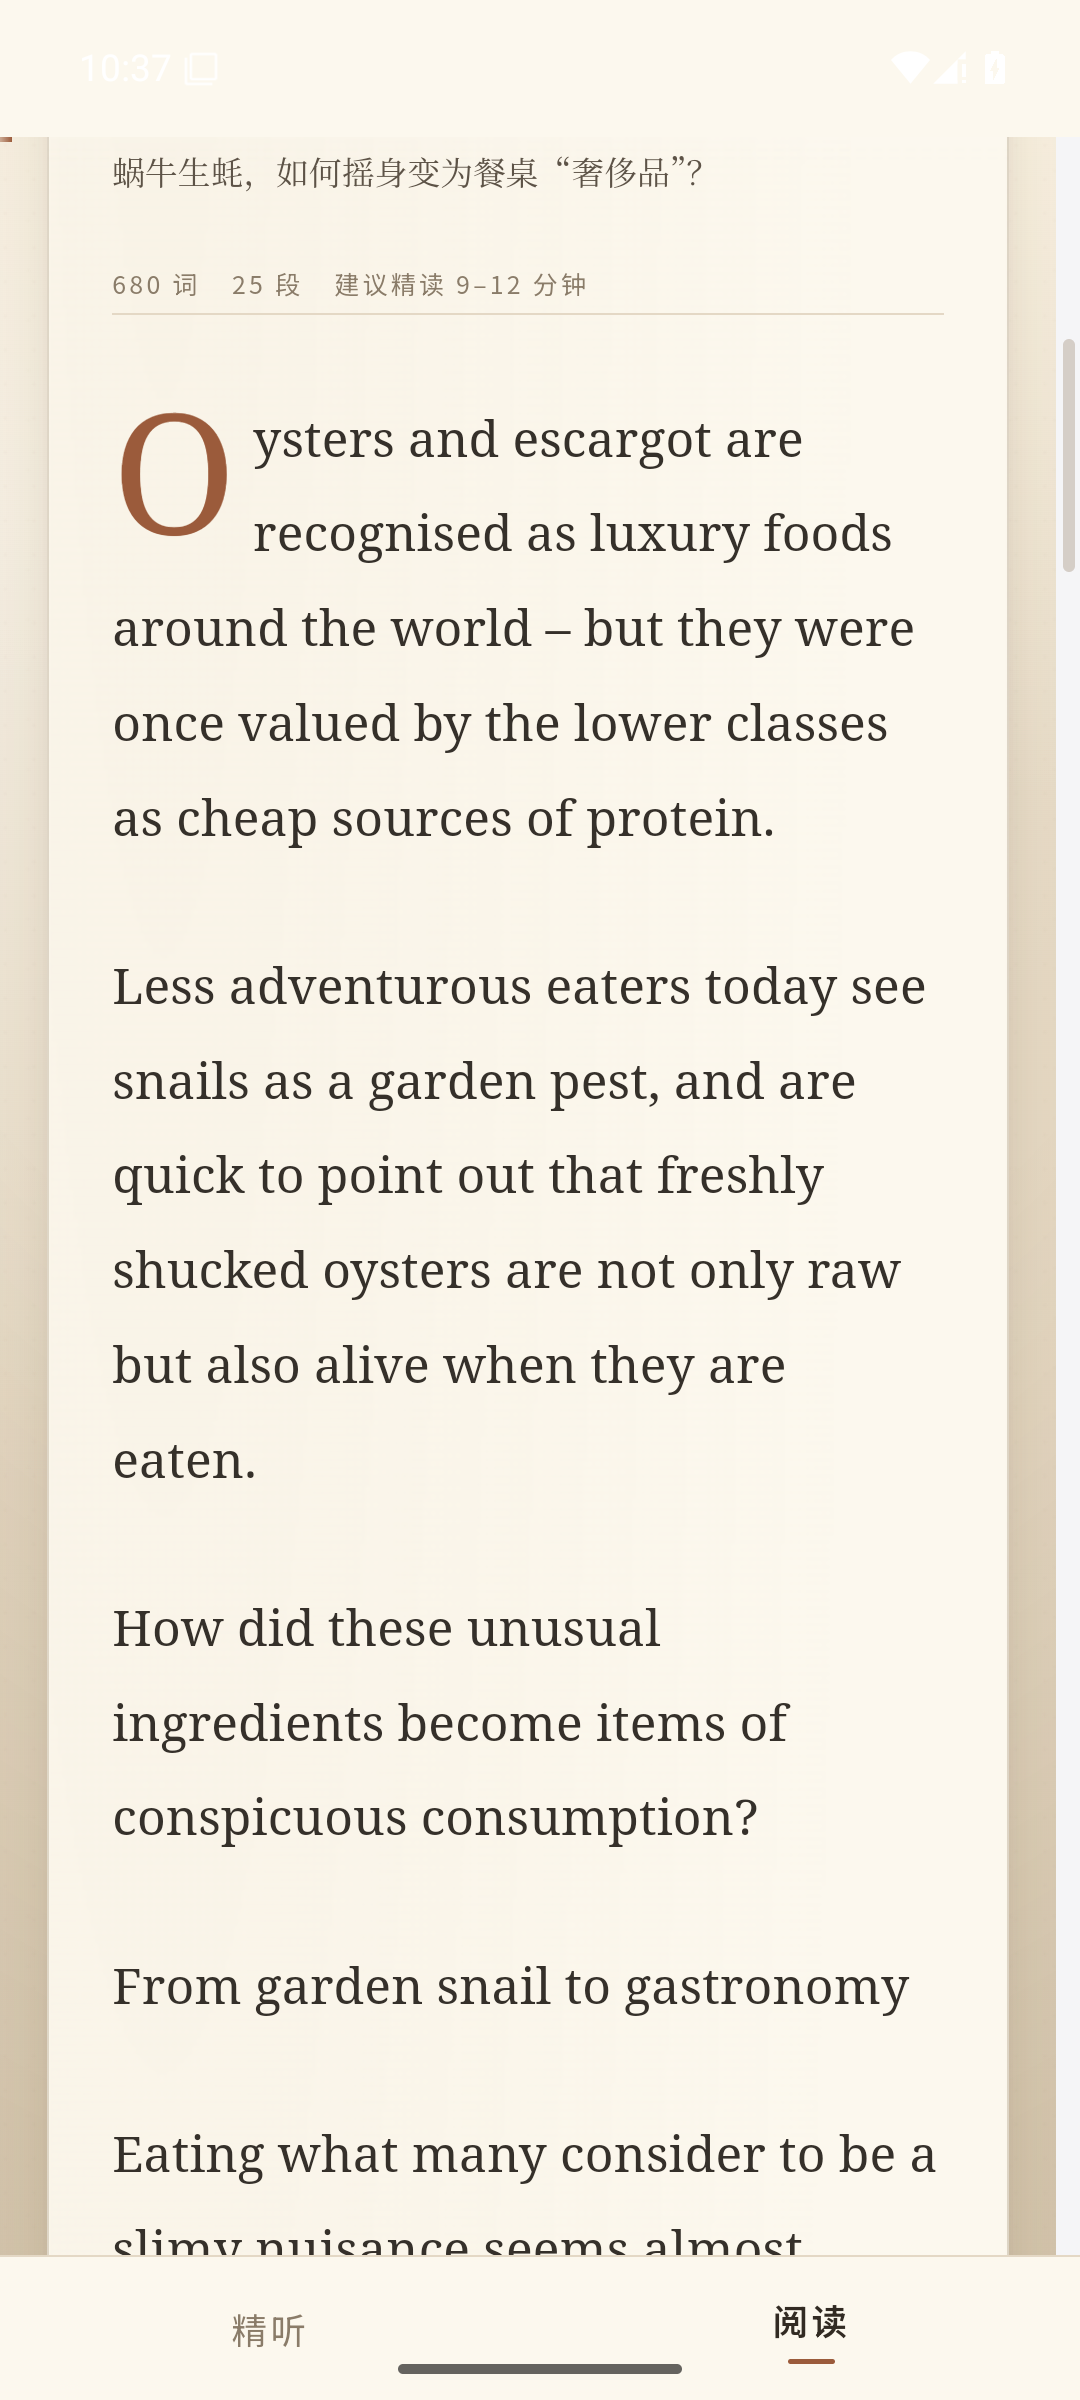 10:37
蜗牛生蚝，如何摇身变为餐桌“奢侈品”？
680 词 25 段 建议精读 9–12 分钟
Oysters and escargot are
recognised as luxury foods
around the world – but they were
once valued by the lower classes
as cheap sources of protein.
Less adventurous eaters today see
snails as a garden pest, and are
quick to point out that freshly
shucked oysters are not only raw
but also alive when they are
eaten.
How did these unusual
ingredients become items of
conspicuous consumption?
From garden snail to gastronomy
Eating what many consider to be a
slimy nuisance seems almost
精听 阅读